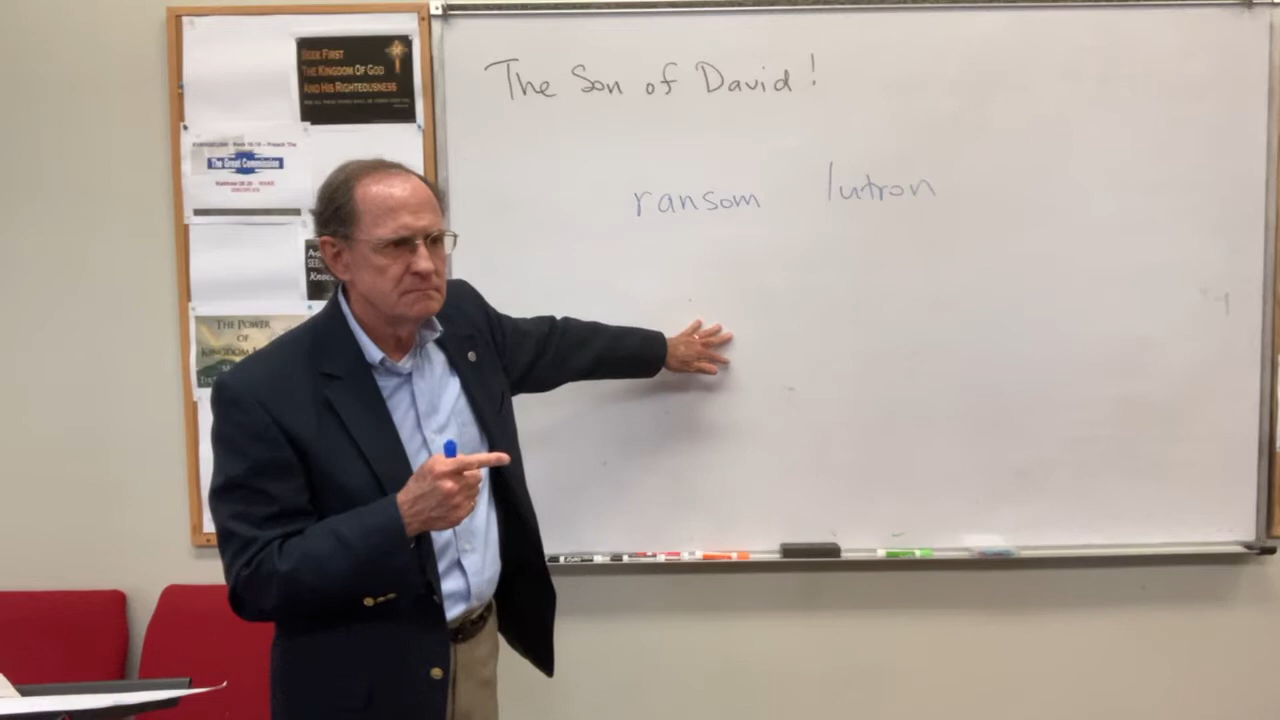 The Son of David!
ransom lutron
SEEK FIRST
THE KINGDOM OF GOD
AND HIS RIGHTEOUSNESS
The Great Commission
THE POWER
OF
KINGDOM